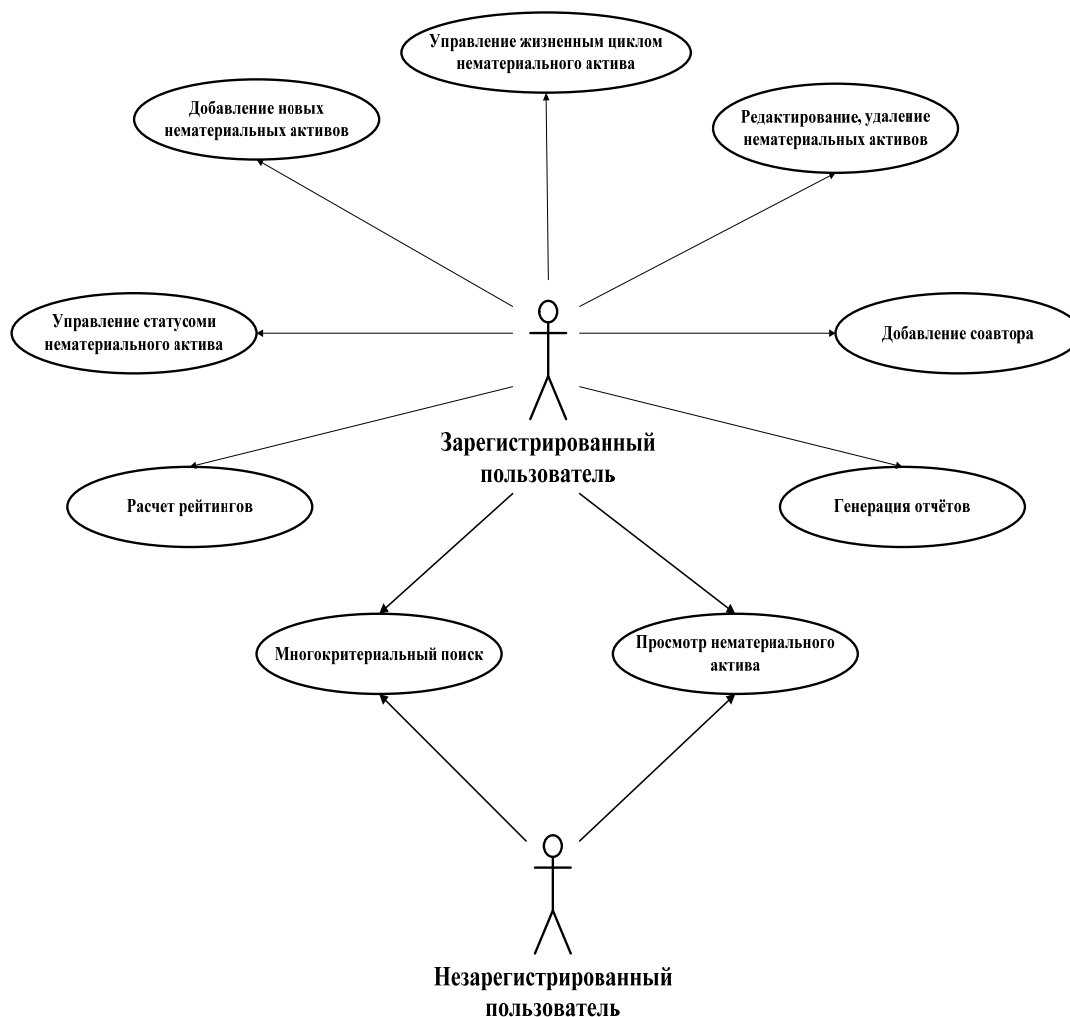 Управление жизненным циклом
нематериального актива
Добавление новых
нематериальных активов
Редактирование, удаление
нематериальных активов
Управление статусоми
нематериального актива
Добавление соавтора
Зарегистрированный
пользователь
Расчет рейтингов
Генерация отчётов
Многокритериальный поиск
Просмотр нематериального
актива
Незарегистрированный
пользователь